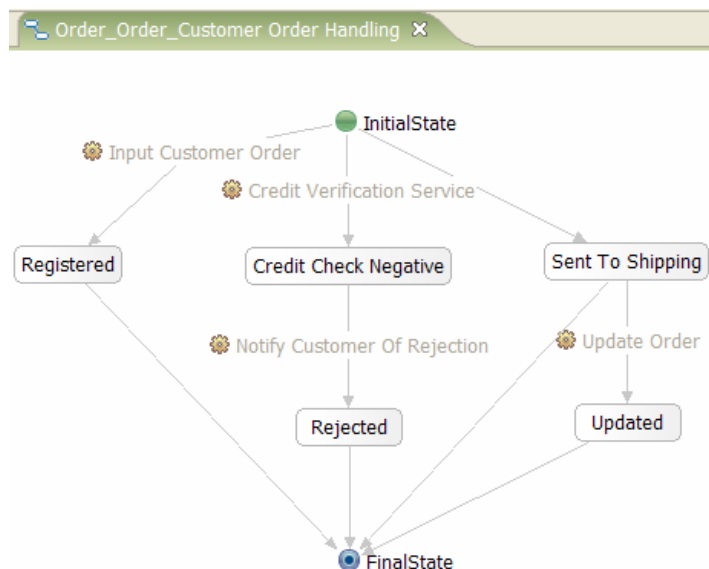 Order_Order_Customer Order Handling
InitialState
Input Customer Order
Credit Verification Service
Registered
Credit Check Negative
Sent To Shipping
Notify Customer Of Rejection
Update Order
Rejected
Updated
FinalState